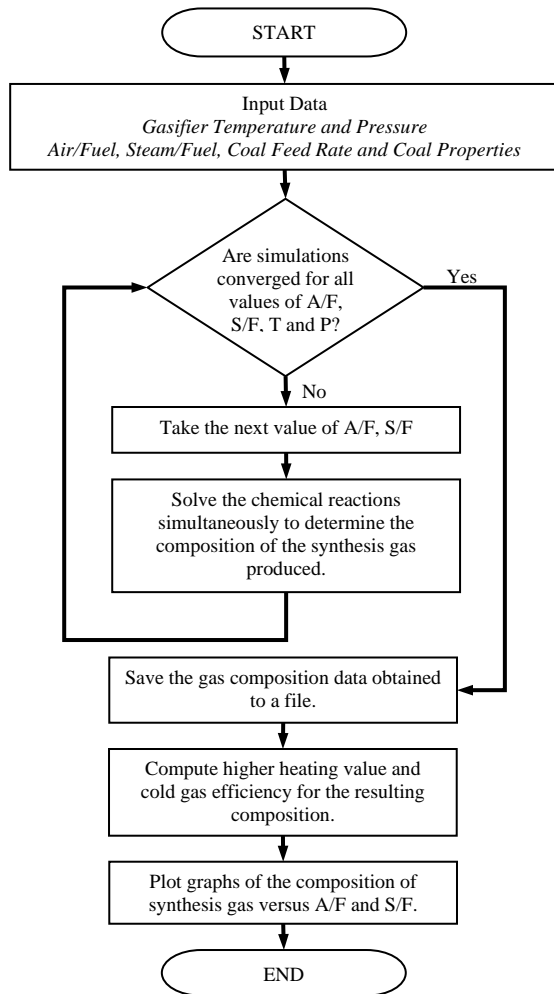 START
Input Data
Gasifier Temperature and Pressure
Air/Fuel, Steam/Fuel, Coal Feed Rate and Coal Properties
Are simulations
converged for all
values of A/F,
S/F, T and P?
Yes
No
Take the next value of A/F, S/F
Solve the chemical reactions
simultaneously to determine the
composition of the synthesis gas
produced.
Save the gas composition data obtained
to a file.
Compute higher heating value and
cold gas efficiency for the resulting
composition.
Plot graphs of the composition of
synthesis gas versus A/F and S/F.
END